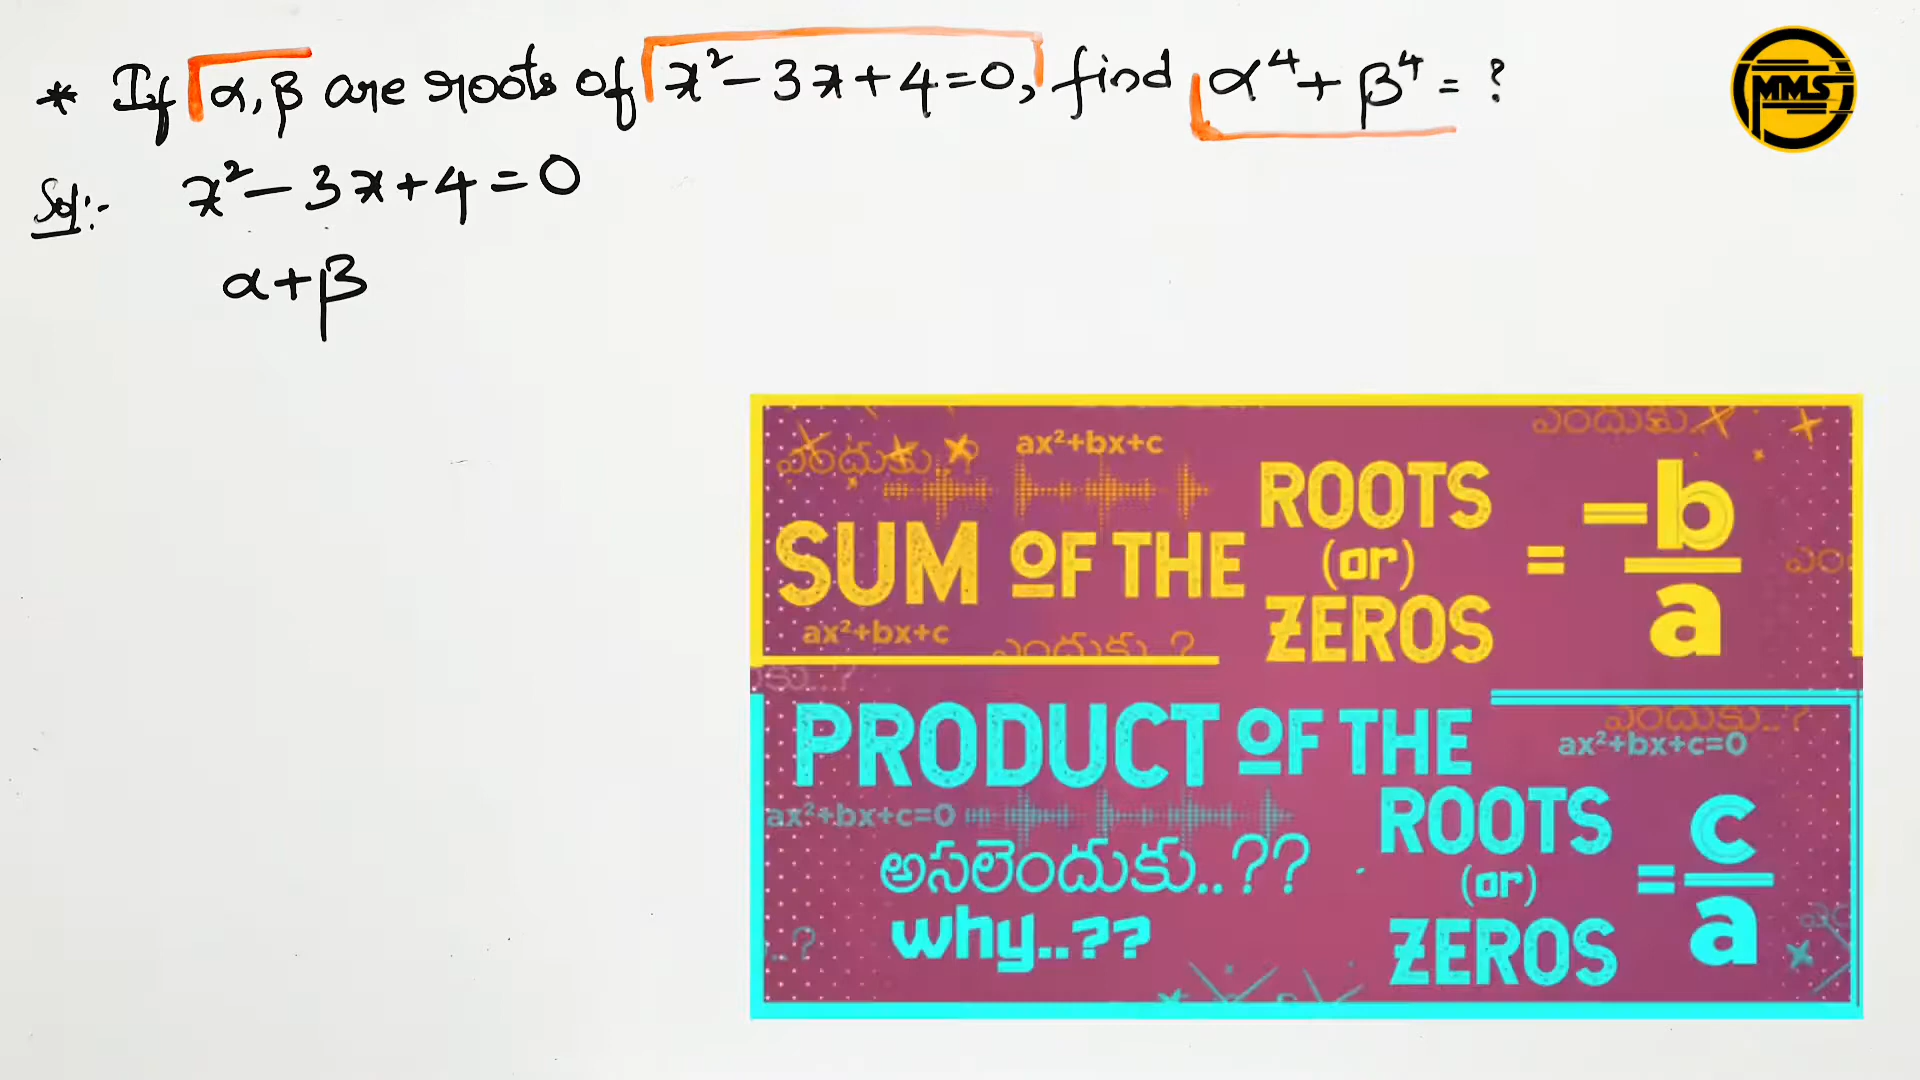 * If α, β are roots of x²-3x+4=0, find α⁴+β⁴= ?
MMS
Sol:- x²-3x+4=0
α+β
ఎందుకు..
ax²+bx+c
ఎందుకు..
SUM OF THE ROOTS (or) ZEROS = -b/a
ax²+bx+c
ఎందుకు..?
కు..?
PRODUCT OF THE ROOTS (or) ZEROS = c/a
ఎందుకు..?
ax²+bx+c=0
ax²+bx+c=0
అసలెందుకు..??
why..??
..?